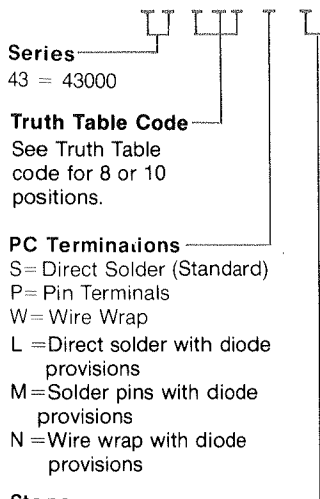 Series
43 = 43000
Truth Table Code
See Truth Table
code for 8 or 10
positions.
PC Terminations
S= Direct Solder (Standard)
P= Pin Terminals
W= Wire Wrap
L =Direct solder with diode
provisions
M=Solder pins with diode
provisions
N =Wire wrap with diode
provisions